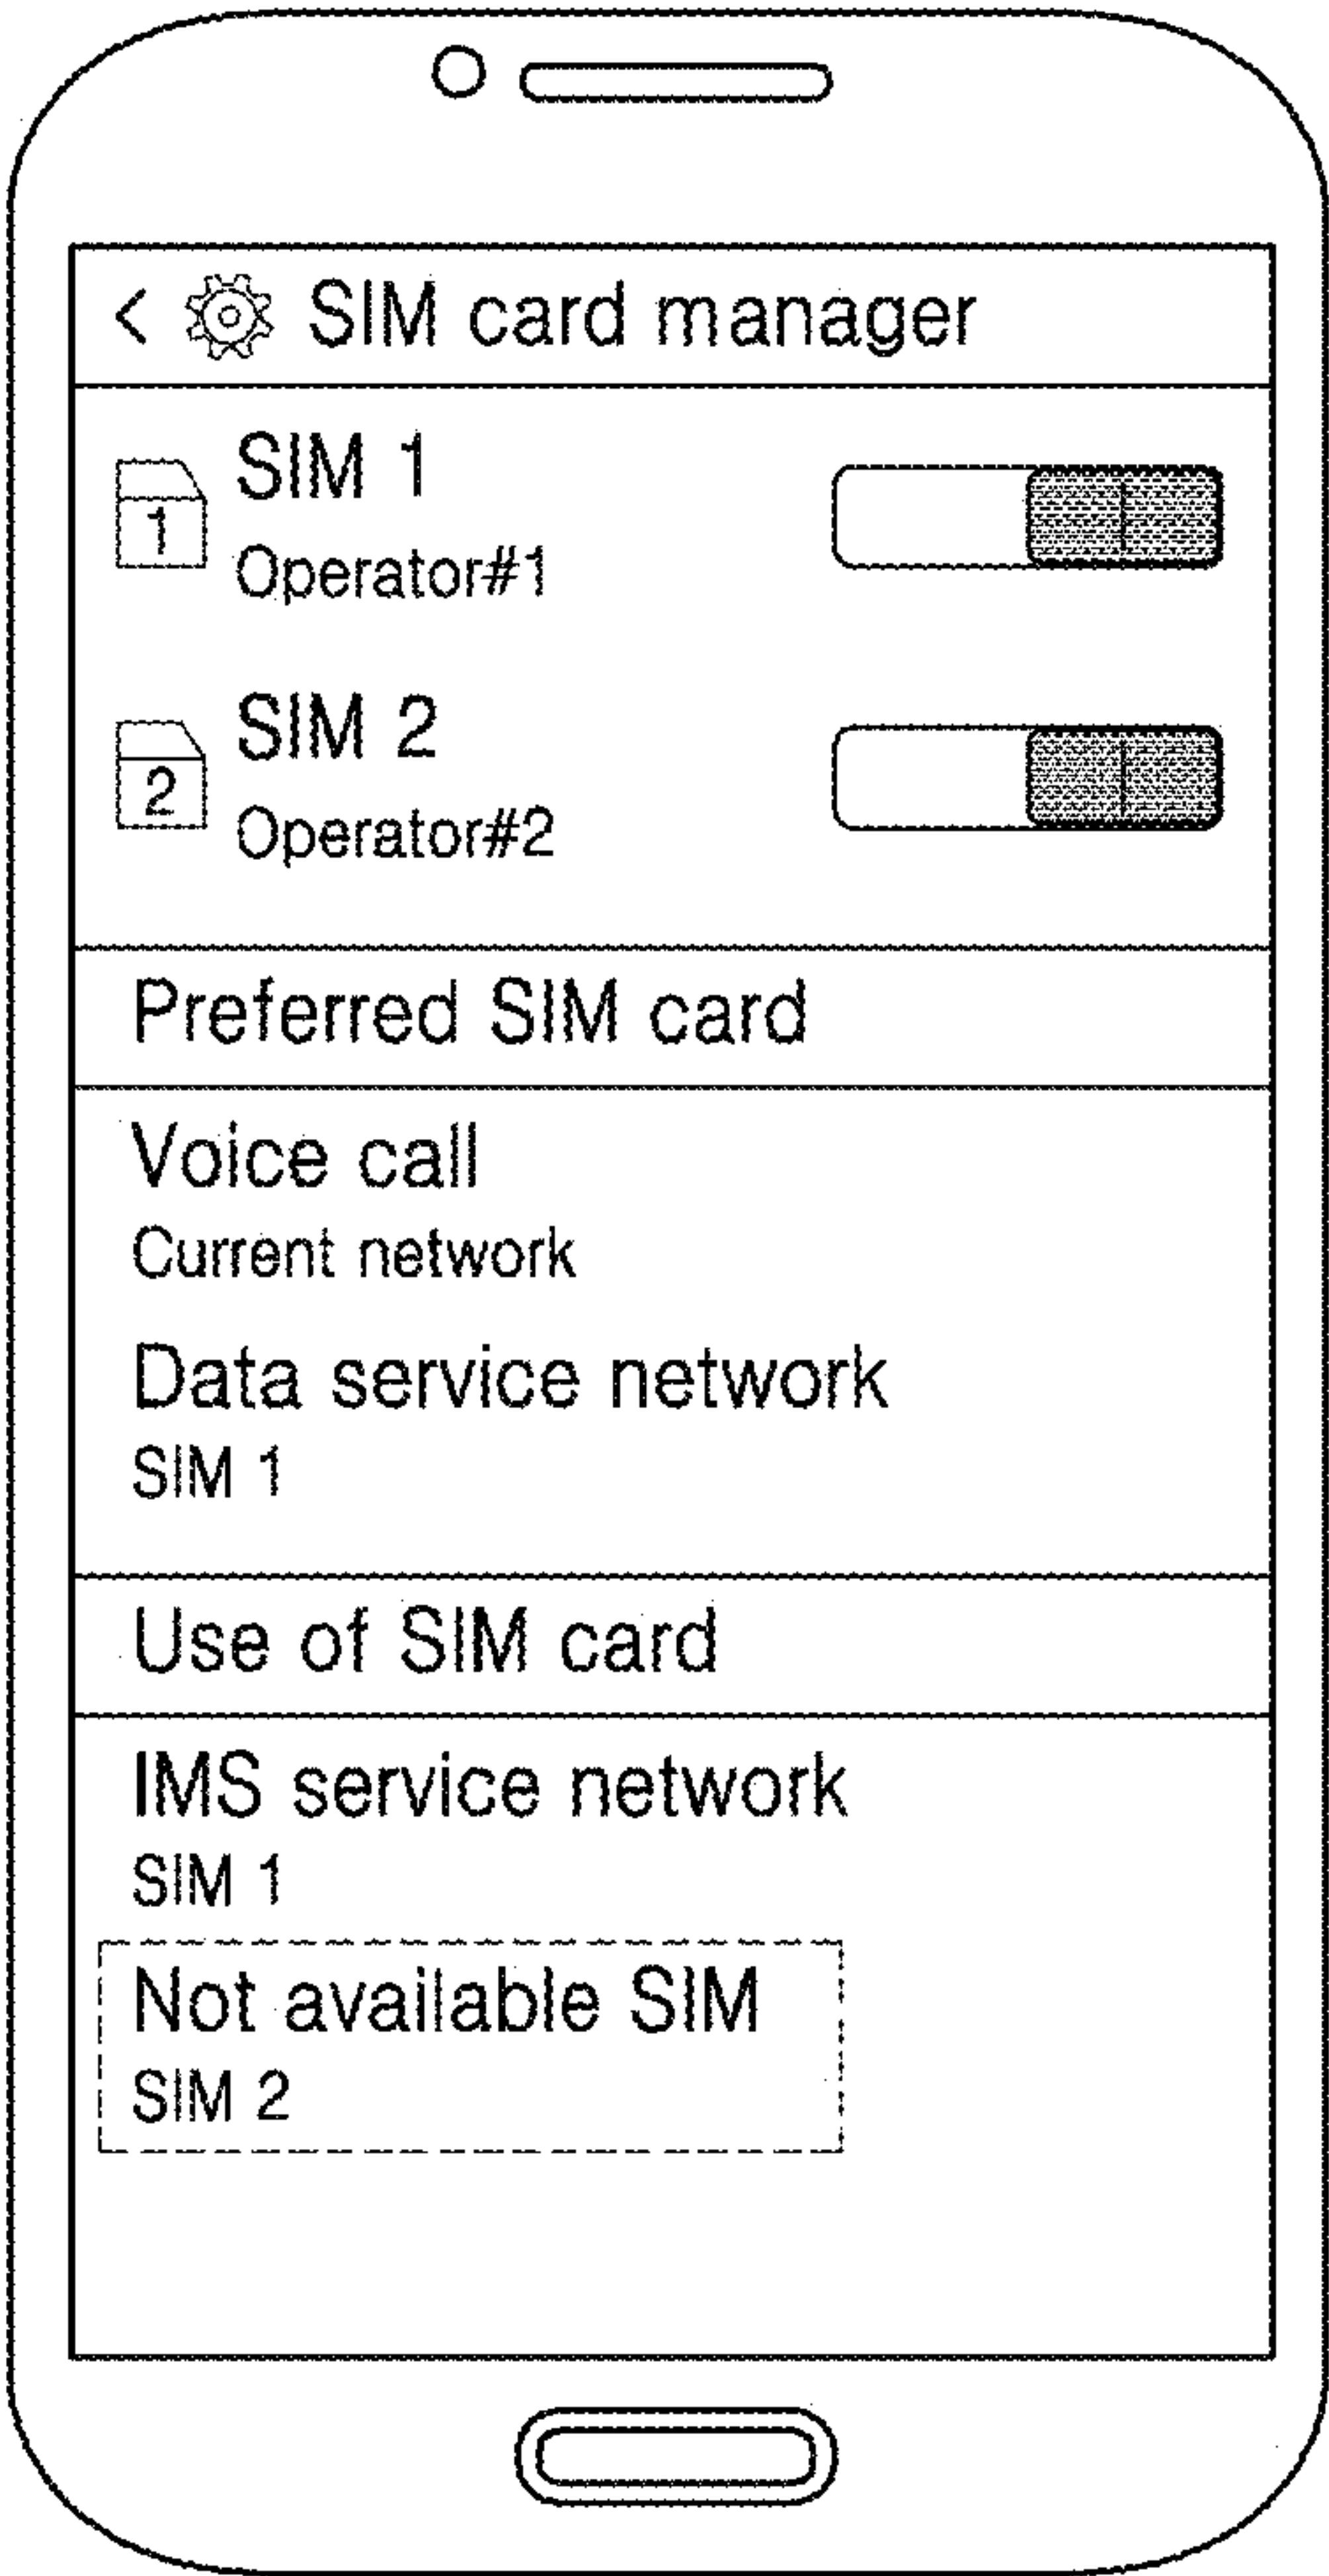 < SIM card manager
SIM 1
1
Operator#1
SIM 2
2
Operator#2
Preferred SIM card
Voice call
Current network
Data service network
SIM 1
Use of SIM card
IMS service network
SIM 1
Not available SIM
SIM 2